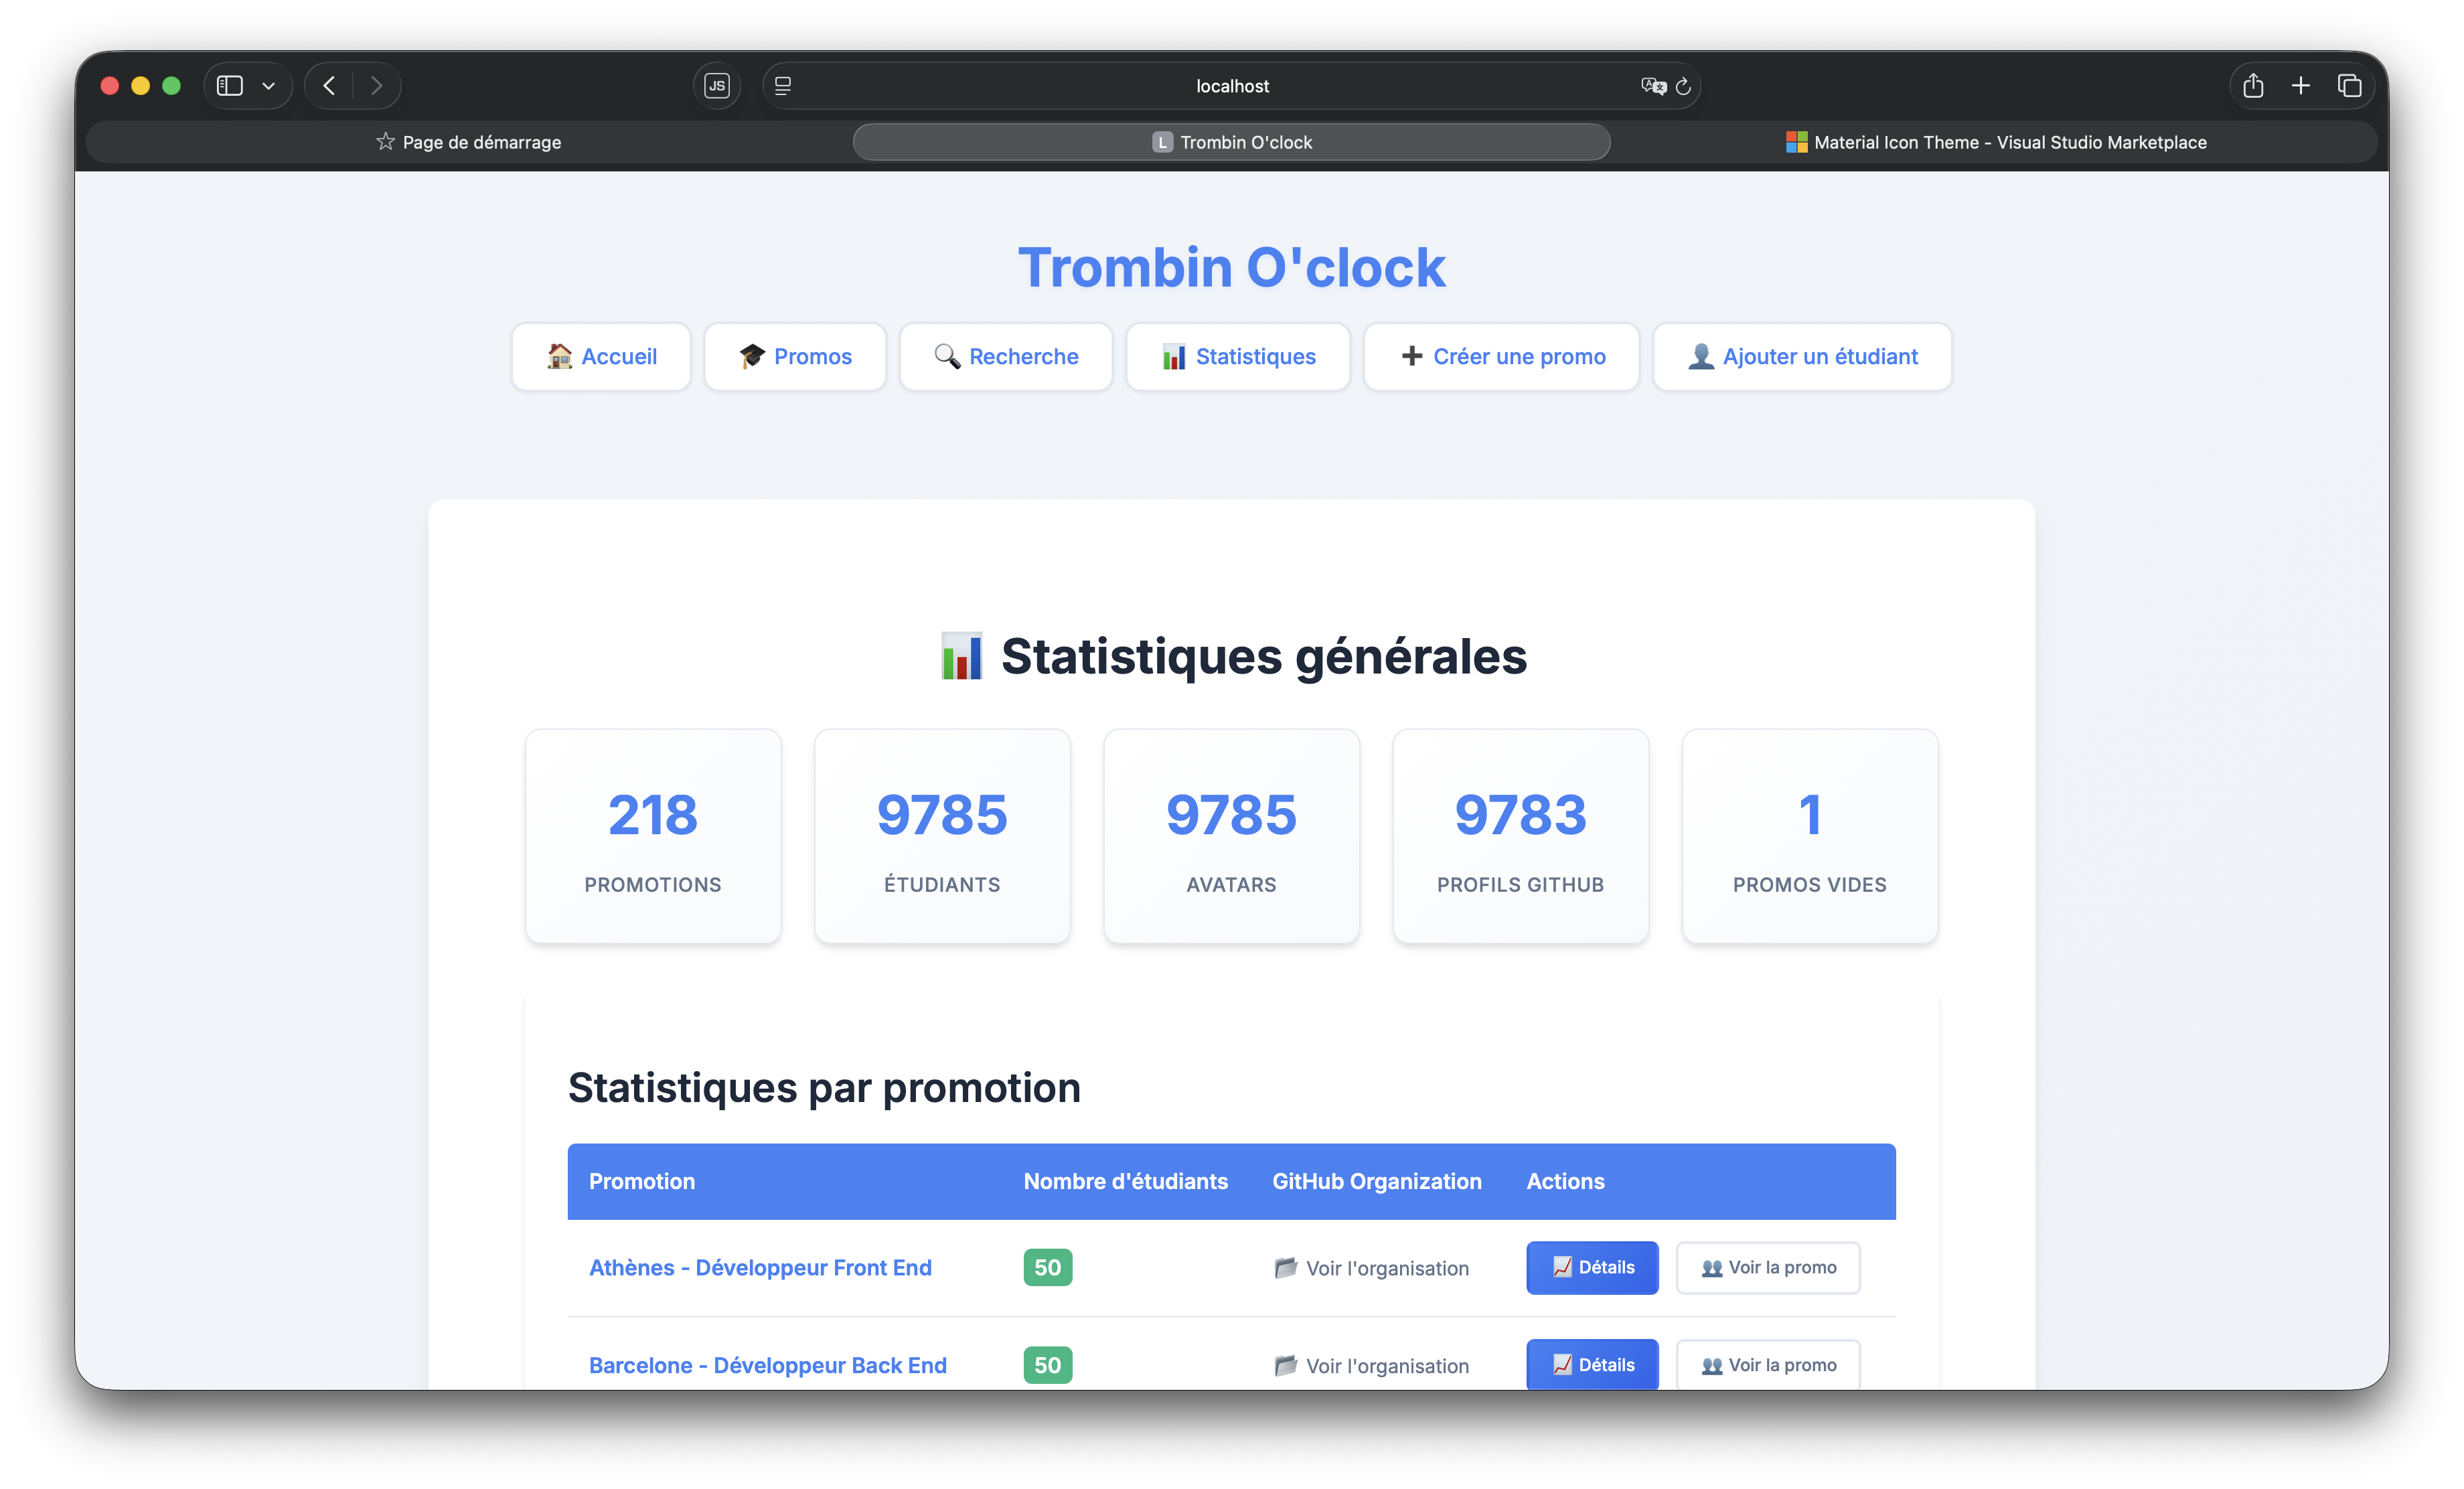 JS
localhost
Page de démarrage
L Trombin O'clock
Material Icon Theme - Visual Studio Marketplace
Trombin O'clock
Accueil
Promos
Recherche
Statistiques
Créer une promo
Ajouter un étudiant
Statistiques générales
218
PROMOTIONS
9785
ÉTUDIANTS
9785
AVATARS
9783
PROFILS GITHUB
1
PROMOS VIDES
Statistiques par promotion
Promotion Nombre d'étudiants GitHub Organization Actions
Athènes - Développeur Front End 50 Voir l'organisation Détails Voir la promo
Barcelone - Développeur Back End 50 Voir l'organisation Détails Voir la promo